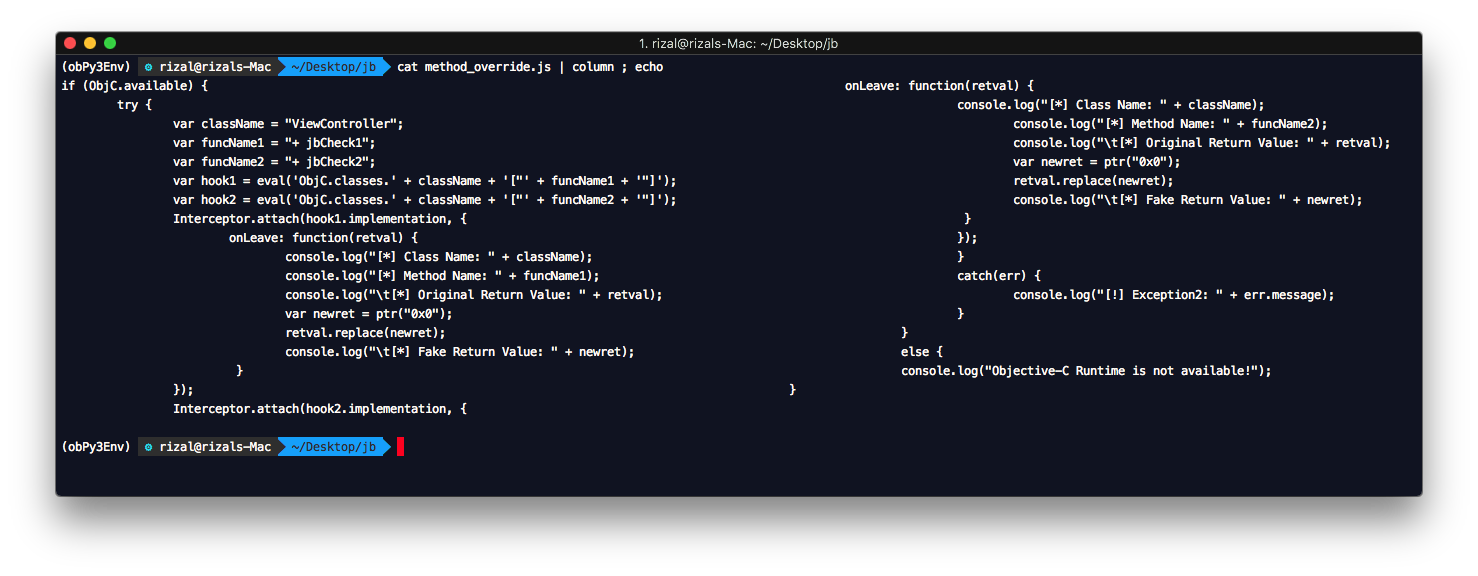 1. rizal@rizals-Mac: ~/Desktop/jb
(obPy3Env) ⚙ rizal@rizals-Mac ~/Desktop/jb cat method_override.js | column ; echo
if (ObjC.available) {
try {
var className = "ViewController";
var funcName1 = "+ jbCheck1";
var funcName2 = "+ jbCheck2";
var hook1 = eval('ObjC.classes.' + className + '["' + funcName1 + '"]');
var hook2 = eval('ObjC.classes.' + className + '["' + funcName2 + '"]');
Interceptor.attach(hook1.implementation, {
onLeave: function(retval) {
console.log("[*] Class Name: " + className);
console.log("[*] Method Name: " + funcName1);
console.log("\t[*] Original Return Value: " + retval);
var newret = ptr("0x0");
retval.replace(newret);
console.log("\t[*] Fake Return Value: " + newret);
}
});
Interceptor.attach(hook2.implementation, {
onLeave: function(retval) {
console.log("[*] Class Name: " + className);
console.log("[*] Method Name: " + funcName2);
console.log("\t[*] Original Return Value: " + retval);
var newret = ptr("0x0");
retval.replace(newret);
console.log("\t[*] Fake Return Value: " + newret);
}
});
}
catch(err) {
console.log("[!] Exception2: " + err.message);
}
}
else {
console.log("Objective-C Runtime is not available!");
}
(obPy3Env) ⚙ rizal@rizals-Mac ~/Desktop/jb